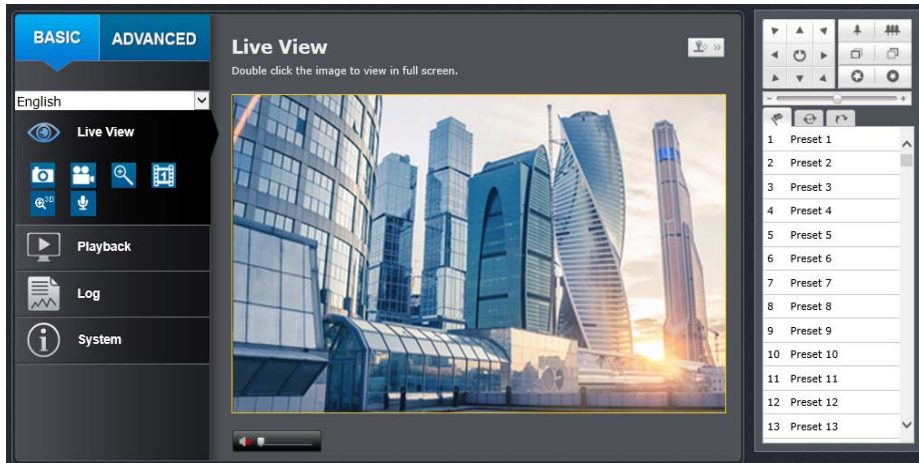 BASIC
ADVANCED
English
Live View
3D
1
Playback
Log
System
Live View
Double click the image to view in full screen.
- +
1 Preset 1
2 Preset 2
3 Preset 3
4 Preset 4
5 Preset 5
6 Preset 6
7 Preset 7
8 Preset 8
9 Preset 9
10 Preset 10
11 Preset 11
12 Preset 12
13 Preset 13